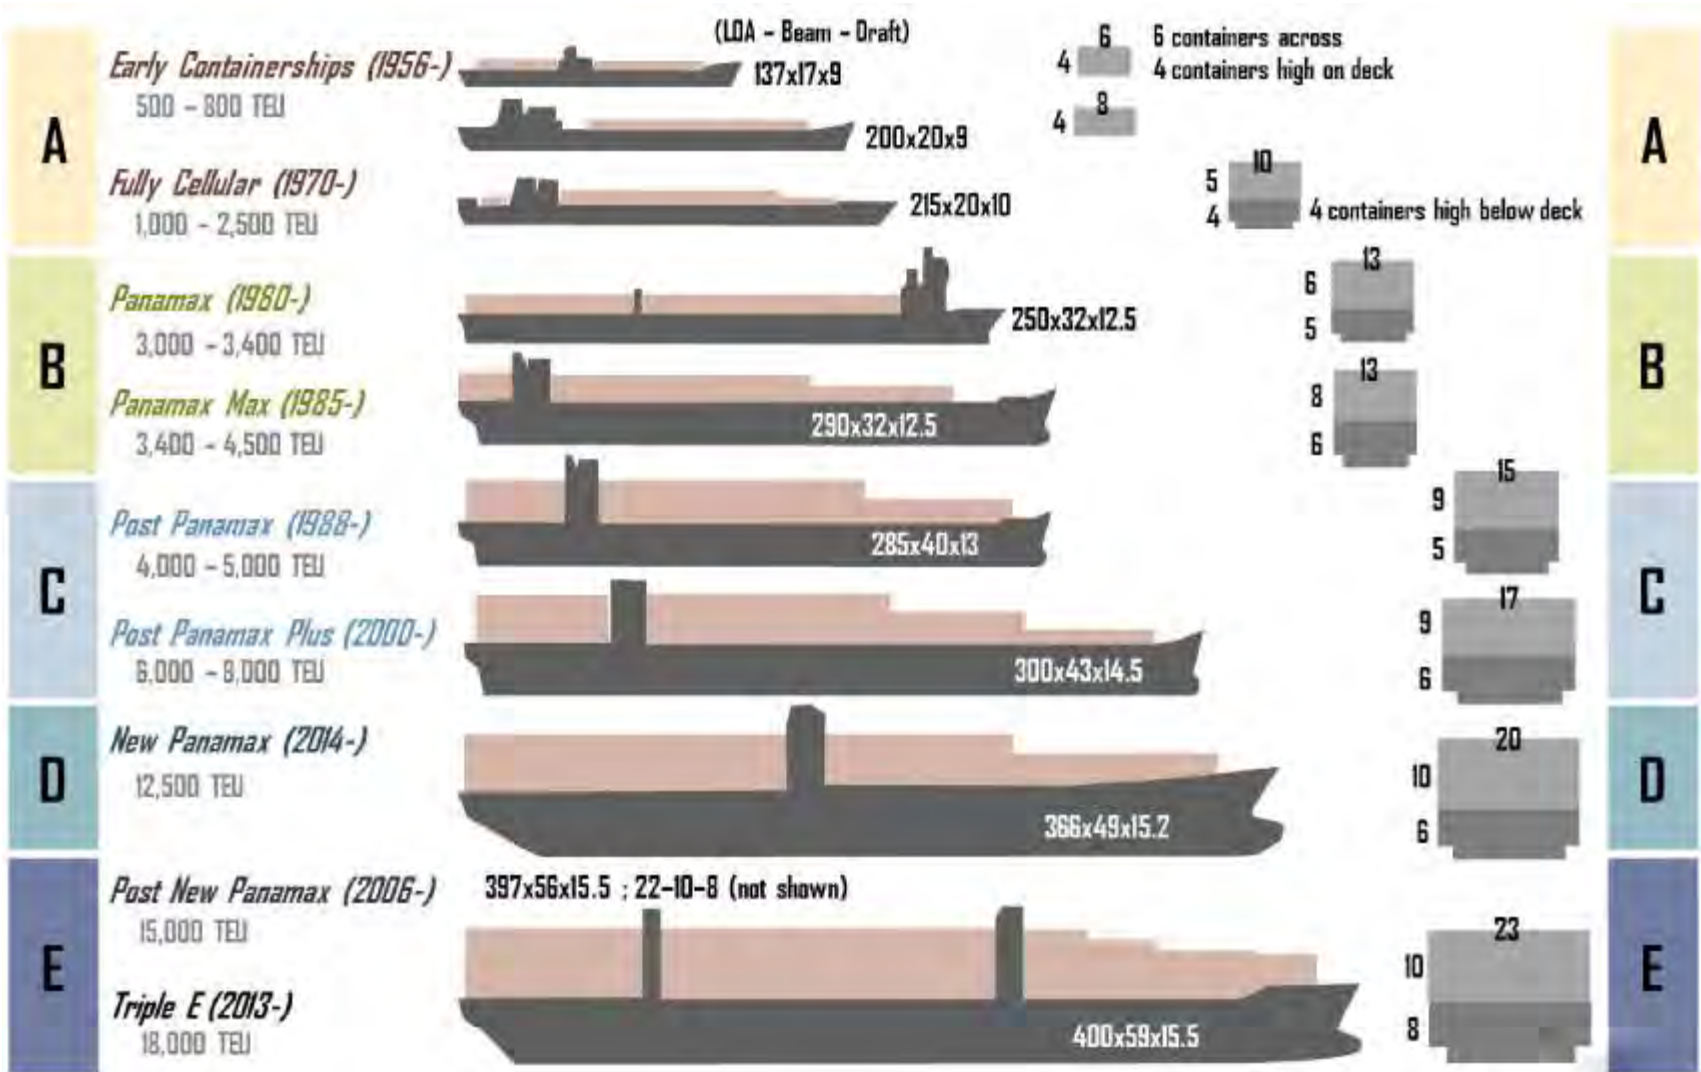 (LOA - Beam - Draft)
A
Early Containerships (1956-)
500 - 800 TEU
137x17x9
6
4
6 containers across
4 containers high on deck
A
200x20x9
8
4
Fully Cellular (1970-)
1,000 - 2,500 TEU
215x20x10
10
5
4
4 containers high below deck
B
Panamax (1980-)
3,000 - 3,400 TEU
250x32x12.5
13
6
5
B
Panamax Max (1985-)
3,400 - 4,500 TEU
290x32x12.5
13
8
6
C
Post Panamax (1988-)
4,000 - 5,000 TEU
285x40x13
15
9
5
C
Post Panamax Plus (2000-)
6,000 - 8,000 TEU
300x43x14.5
17
9
6
D
New Panamax (2014-)
12,500 TEU
366x49x15.2
20
10
6
D
E
Post New Panamax (2006-)
15,000 TEU
397x56x15.5 ; 22-10-8 (not shown)
E
Triple E (2013-)
18,000 TEU
400x59x15.5
23
10
8